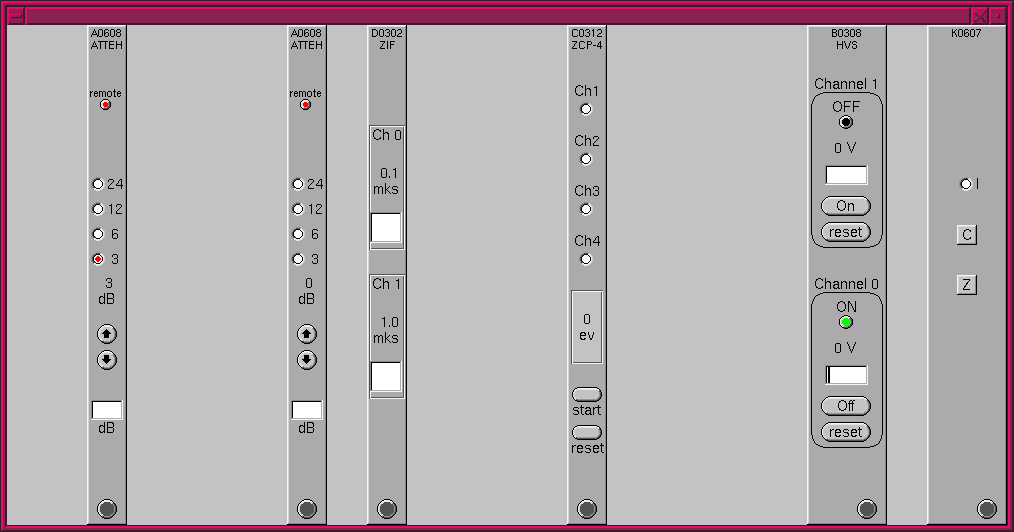 A0608
ATTEH
remote
24
12
6
3
3
dB
dB
A0608
ATTEH
remote
24
12
6
3
0
dB
dB
D0302
ZIF
Ch 0
0.1
mks
Ch 1
1.0
mks
C0312
ZCP-4
Ch1
Ch2
Ch3
Ch4
0
ev
start
reset
B0308
HVS
Channel 1
OFF
0 V
On
reset
Channel 0
ON
0 V
Off
reset
K0607
I
C
Z